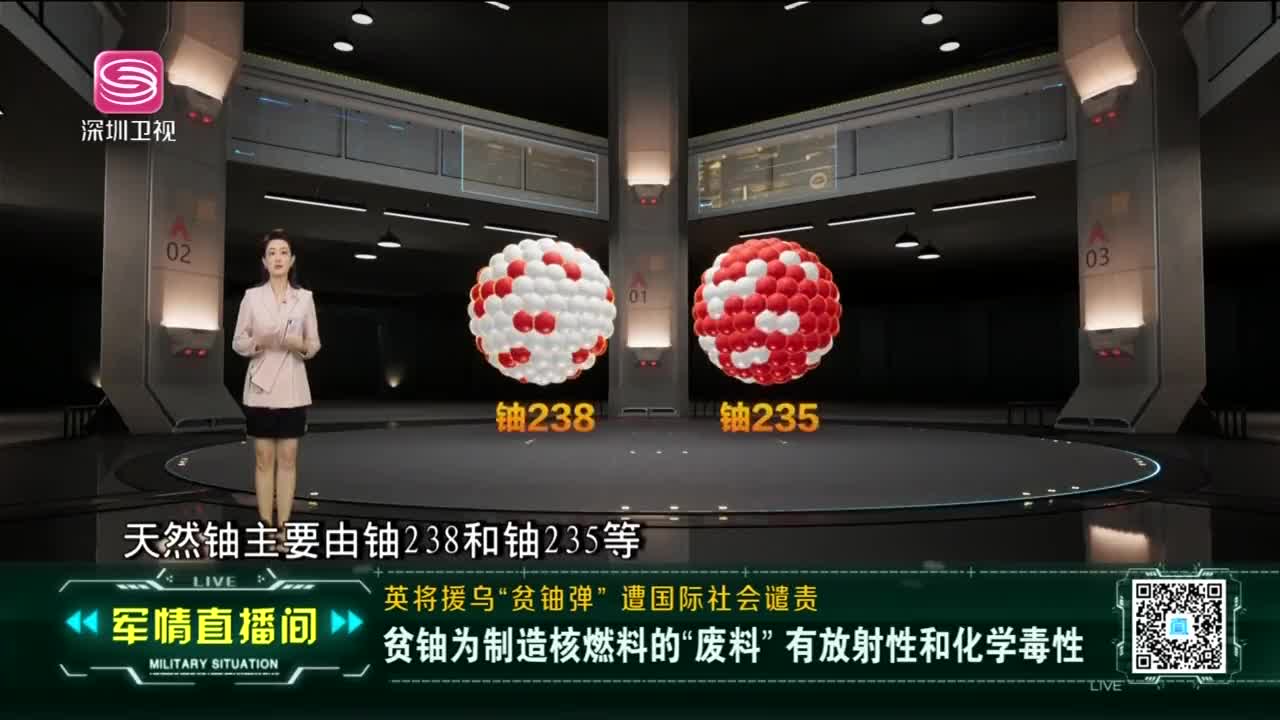 深圳卫视
02
01
03
铀238
铀235
天然铀主要由铀238和铀235等
LIVE
军情直播间
MILITARY SITUATION
英将援乌“贫铀弹” 遭国际社会谴责
贫铀为制造核燃料的“废料” 有放射性和化学毒性
LIVE